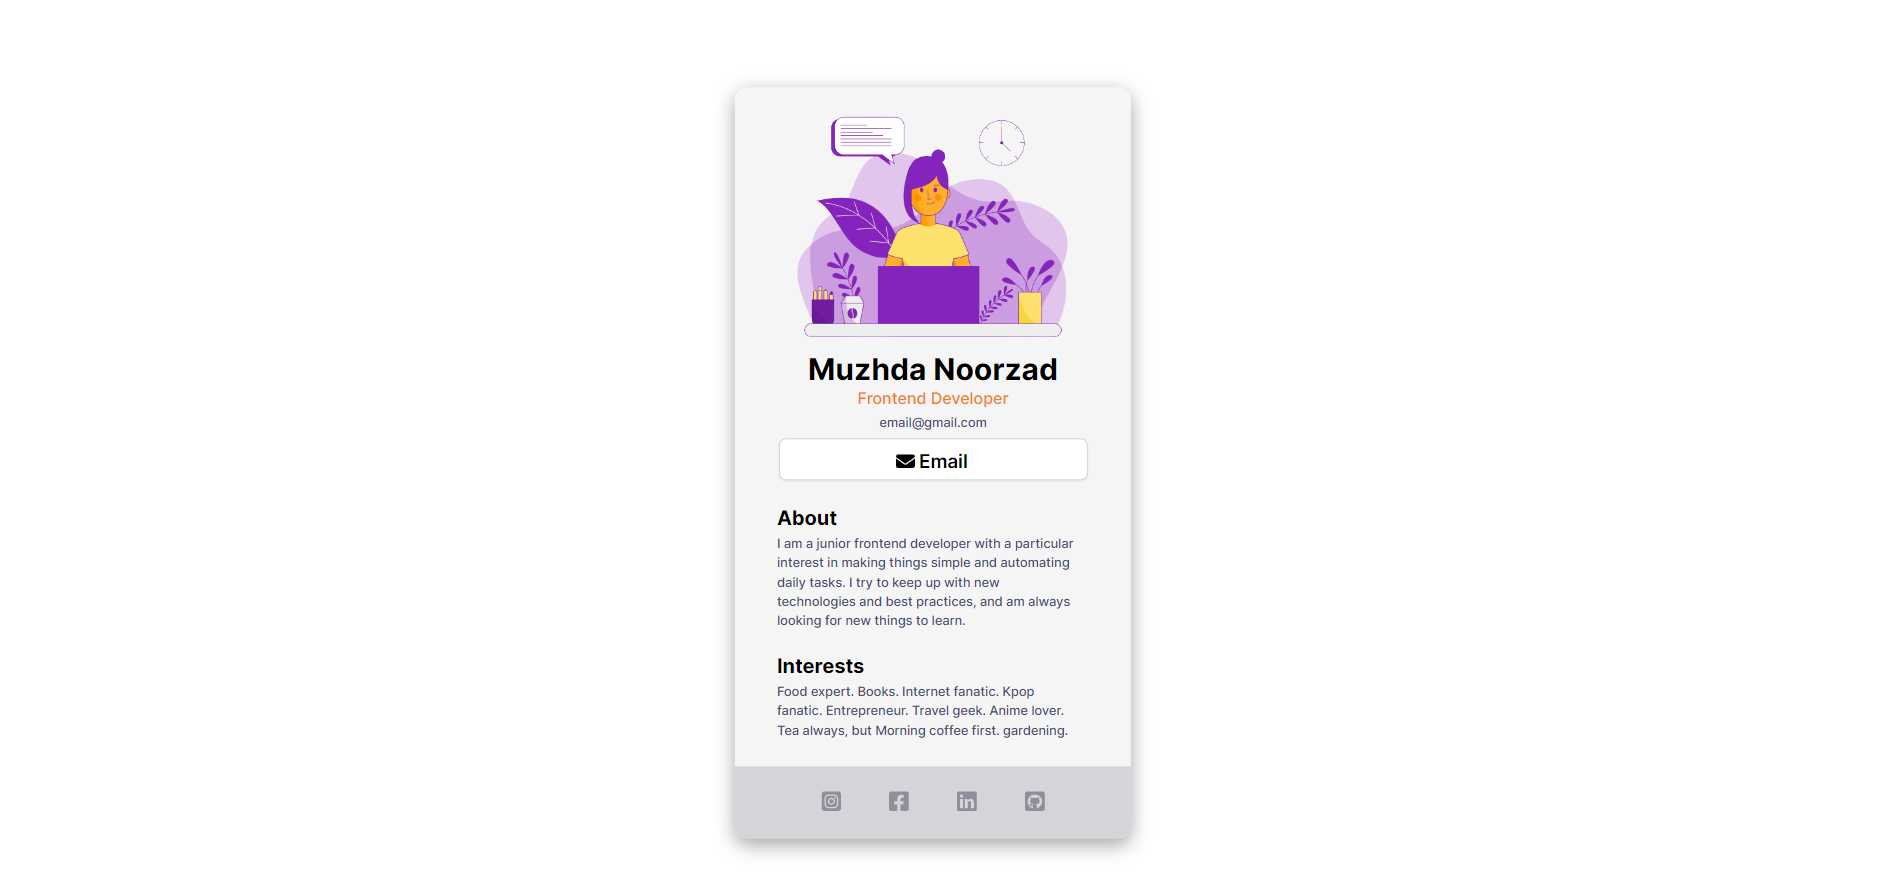 Muzhda Noorzad
Frontend Developer
email@gmail.com
Email
About
I am a junior frontend developer with a particular
interest in making things simple and automating
daily tasks. I try to keep up with new
technologies and best practices, and am always
looking for new things to learn.
Interests
Food expert. Books. Internet fanatic. Kpop
fanatic. Entrepreneur. Travel geek. Anime lover.
Tea always, but Morning coffee first. gardening.